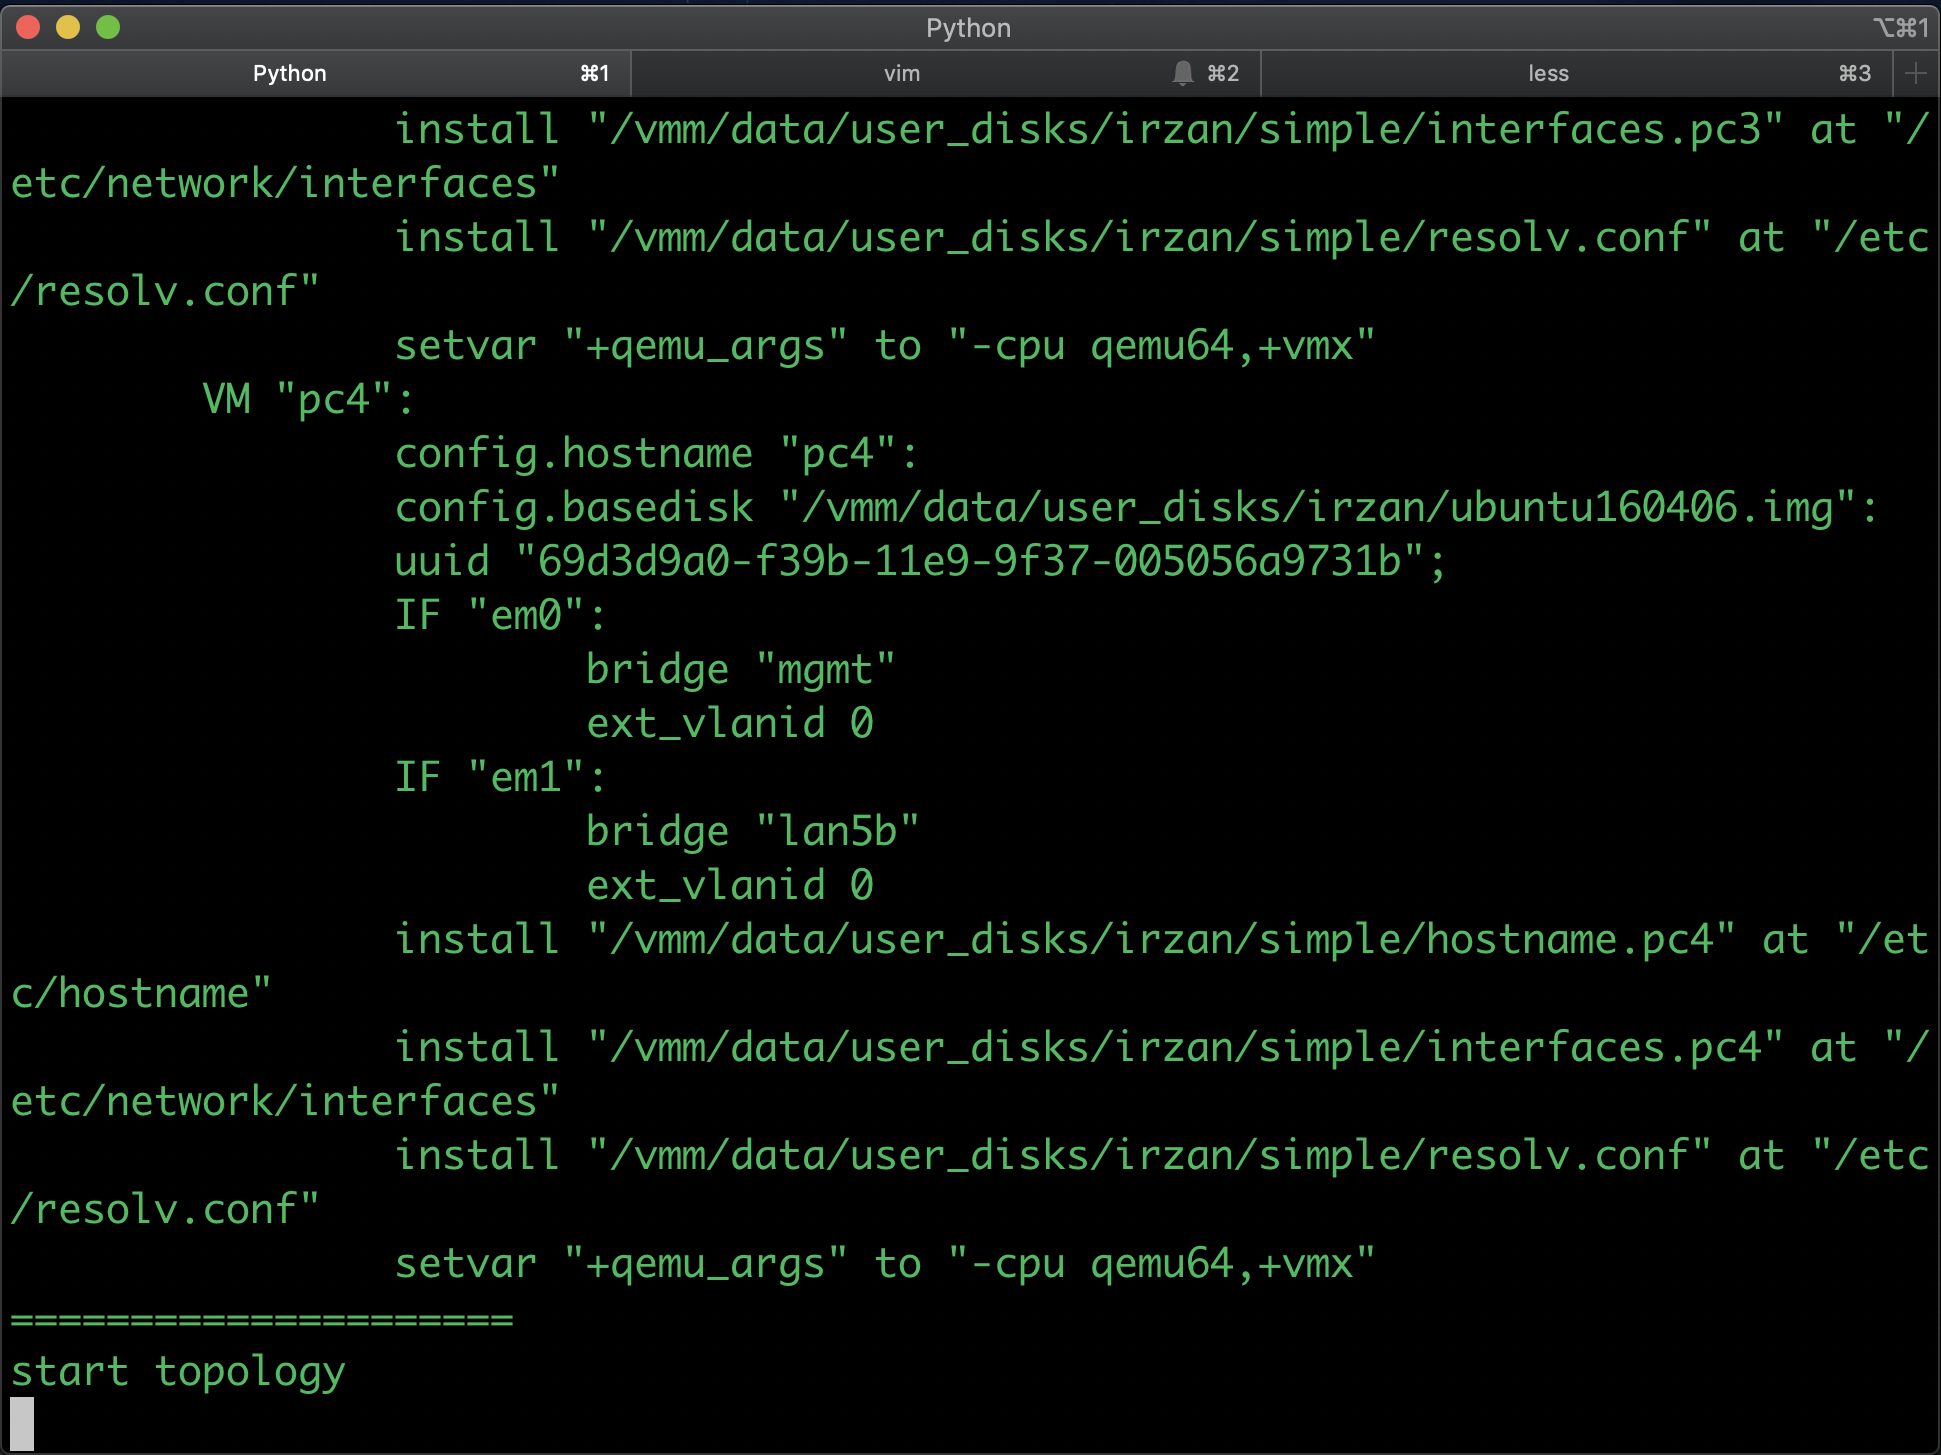 Python
⌥⌘1
Python ⌘1 vim ⌘2 less ⌘3 +
install "/vmm/data/user_disks/irzan/simple/interfaces.pc3" at "/
etc/network/interfaces"
install "/vmm/data/user_disks/irzan/simple/resolv.conf" at "/etc
/resolv.conf"
setvar "+qemu_args" to "-cpu qemu64,+vmx"
VM "pc4":
config.hostname "pc4":
config.basedisk "/vmm/data/user_disks/irzan/ubuntu160406.img":
uuid "69d3d9a0-f39b-11e9-9f37-005056a9731b";
IF "em0":
bridge "mgmt"
ext_vlanid 0
IF "em1":
bridge "lan5b"
ext_vlanid 0
install "/vmm/data/user_disks/irzan/simple/hostname.pc4" at "/et
c/hostname"
install "/vmm/data/user_disks/irzan/simple/interfaces.pc4" at "/
etc/network/interfaces"
install "/vmm/data/user_disks/irzan/simple/resolv.conf" at "/etc
/resolv.conf"
setvar "+qemu_args" to "-cpu qemu64,+vmx"
=====================
start topology